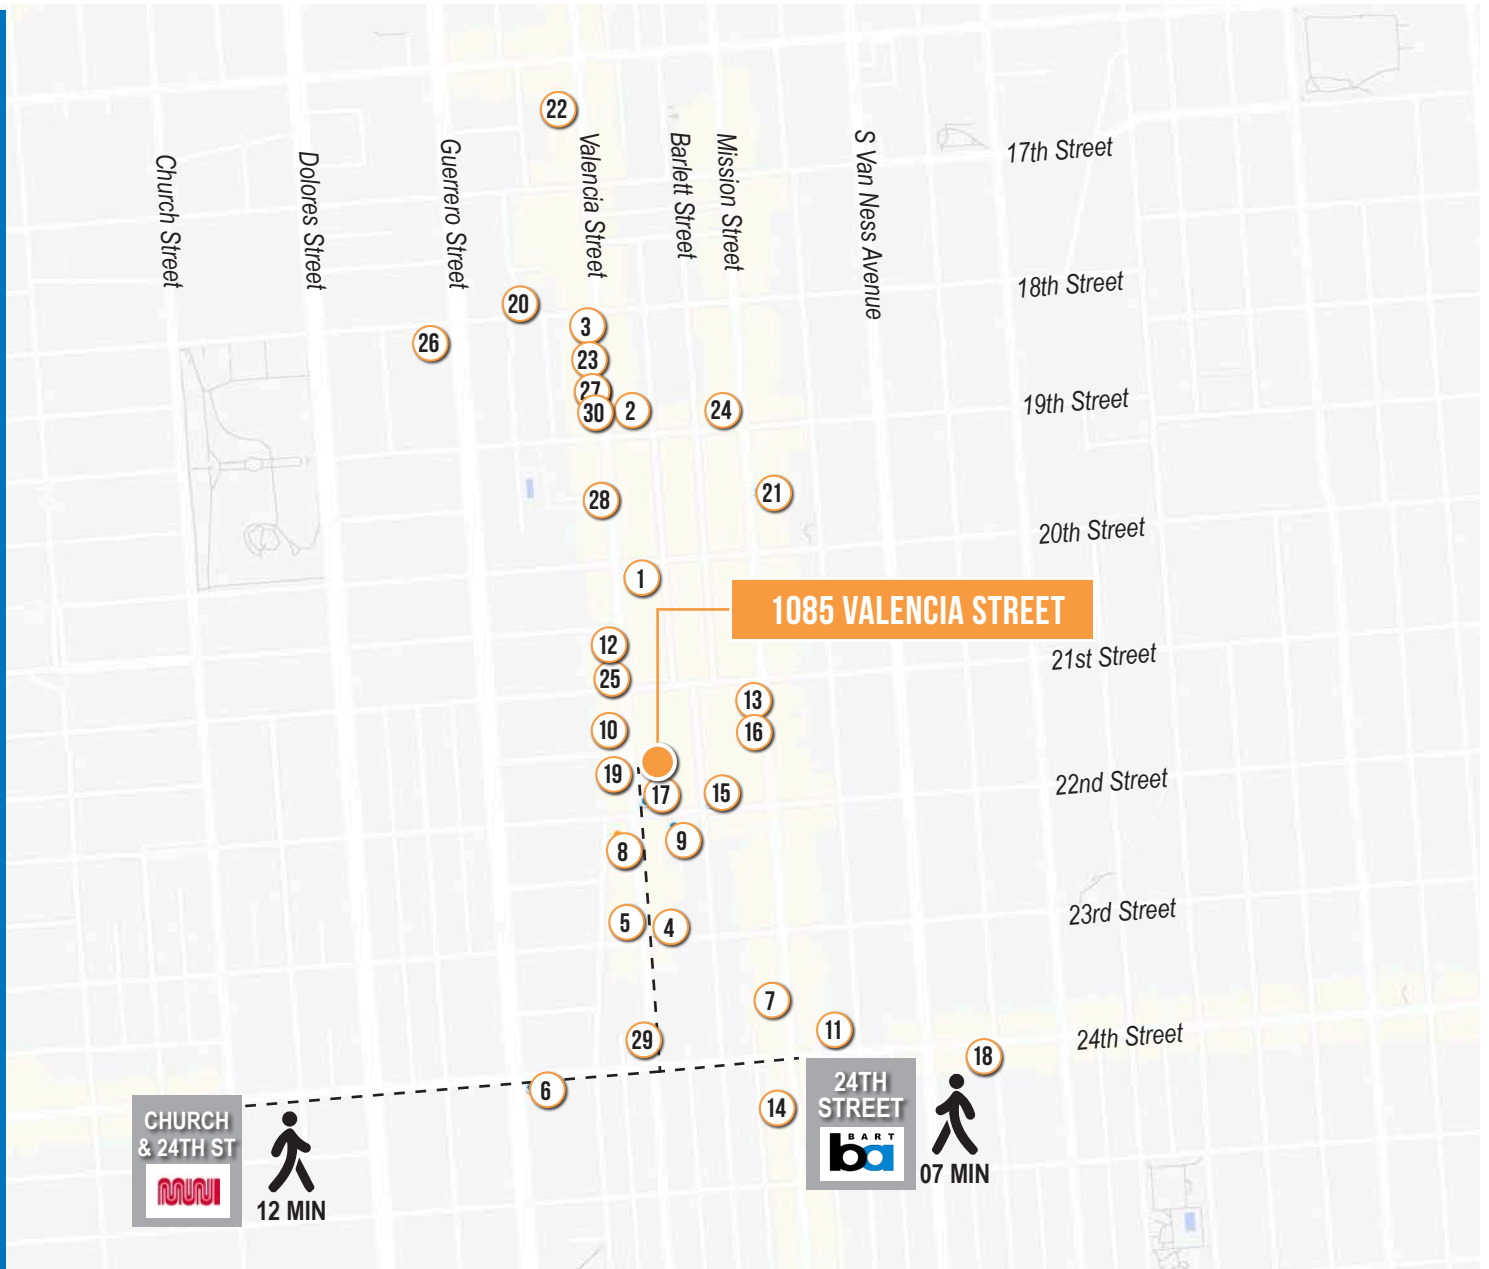 22
Church Street
Dolores Street
Guerrero Street
Valencia Street
Barlett Street
Mission Street
S Van Ness Avenue
17th Street
18th Street
20
3
26
23
27
30
2
24
19th Street
28
21
20th Street
1
1085 VALENCIA STREET
12
21st Street
25
13
10
16
19
17
15
22nd Street
8
9
5
4
23rd Street
7
11
29
24th Street
18
6
14
24TH
STREET
BART
ba
07 MIN
CHURCH
& 24TH ST
MUNI
12 MIN